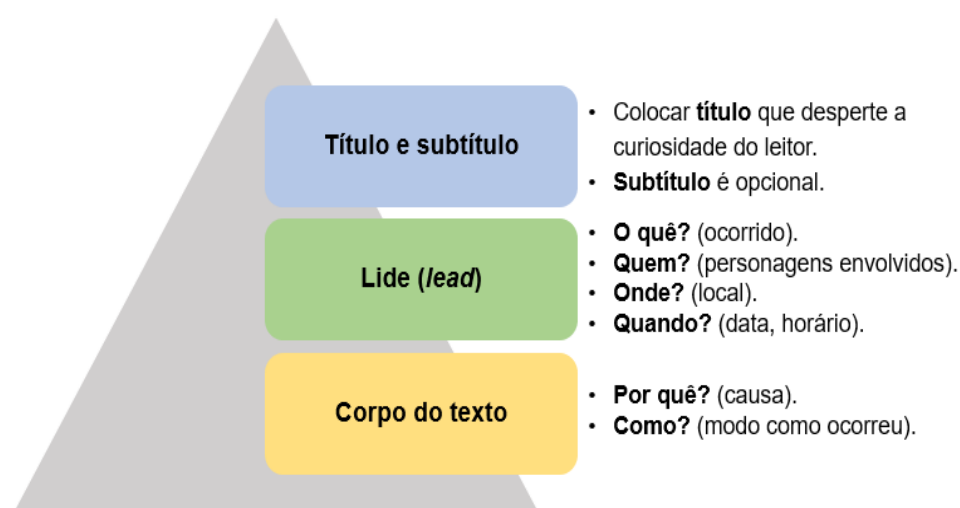 Título e subtítulo
• Colocar título que desperte a
curiosidade do leitor.
• Subtítulo é opcional.
Lide (lead)
• O quê? (ocorrido).
• Quem? (personagens envolvidos).
• Onde? (local).
• Quando? (data, horário).
Corpo do texto
• Por quê? (causa).
• Como? (modo como ocorreu).